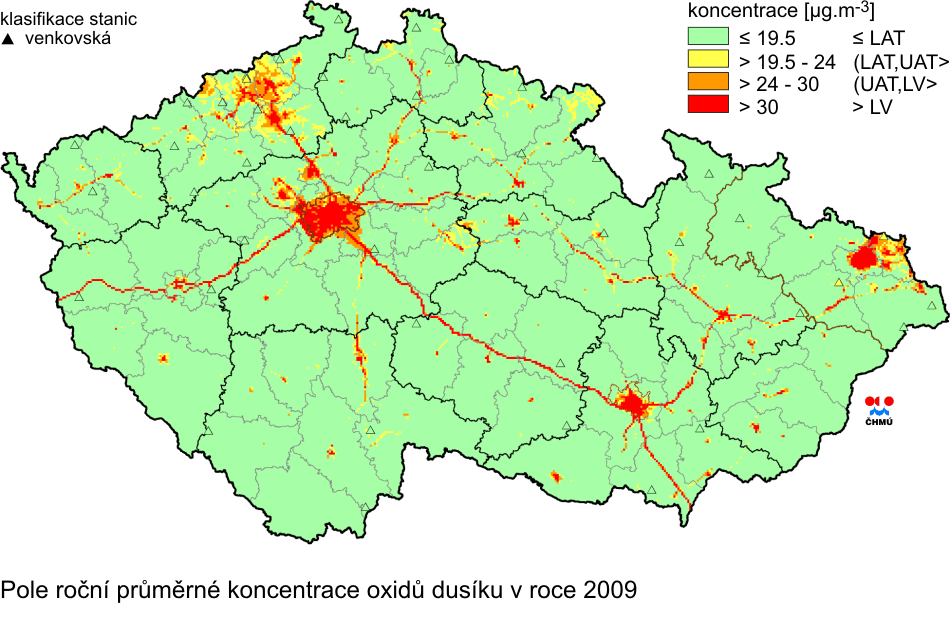 klasifikace stanic
▲ venkovská
koncentrace [µg.m-3]
≤ 19.5 ≤ LAT
> 19.5 - 24 (LAT,UAT>
> 24 - 30 (UAT,LV>
> 30 > LV
ČHMÚ
Pole roční průměrné koncentrace oxidů dusíku v roce 2009